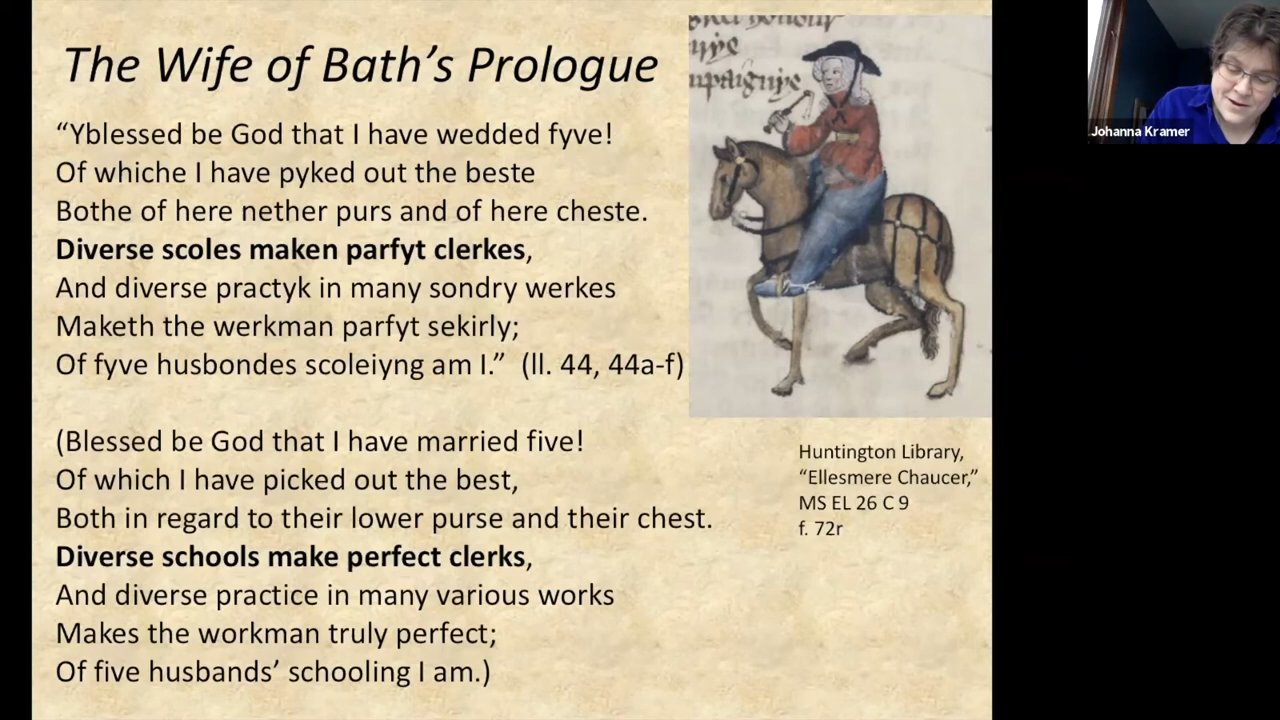 The Wife of Bath’s Prologue
“Yblessed be God that I have wedded fyve!
Of whiche I have pyked out the beste
Bothe of here nether purs and of here cheste.
Diverse scoles maken parfyt clerkes,
And diverse practyk in many sondry werkes
Maketh the werkman parfyt sekirly;
Of fyve husbondes scoleiyng am I.” (ll. 44, 44a-f)
(Blessed be God that I have married five!
Of which I have picked out the best,
Both in regard to their lower purse and their chest.
Diverse schools make perfect clerks,
And diverse practice in many various works
Makes the workman truly perfect;
Of five husbands’ schooling I am.)
Huntington Library,
“Ellesmere Chaucer,”
MS EL 26 C 9
f. 72r
Johanna Kramer